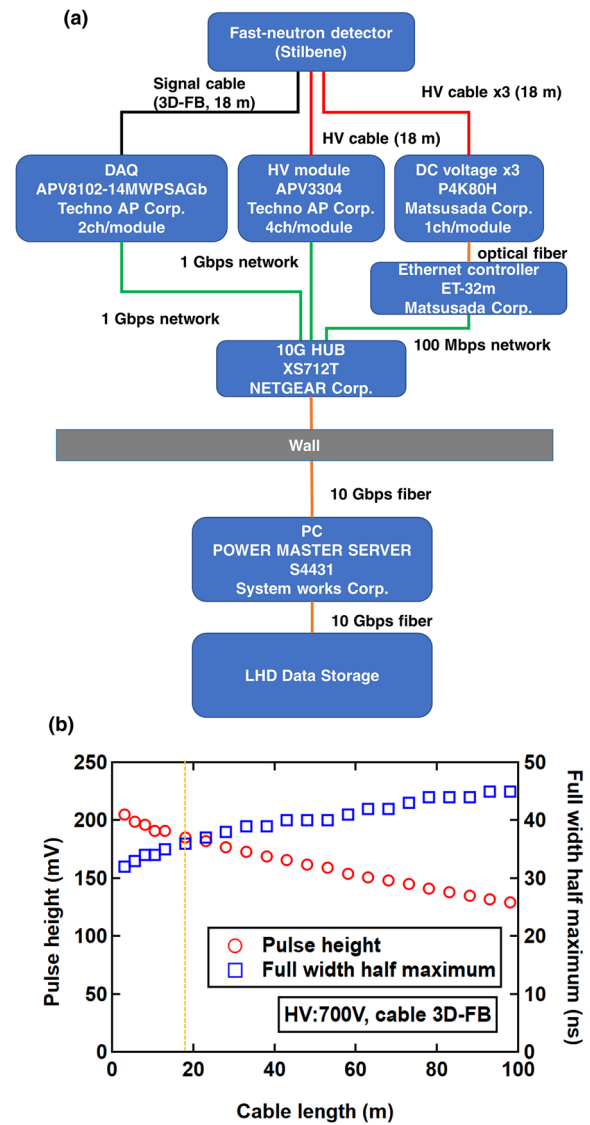 (a)
Fast-neutron detector
(Stilbene)
Signal cable
(3D-FB, 18 m)
HV cable x3 (18 m)
HV cable (18 m)
DAQ
APV8102-14MWPSAGb
Techno AP Corp.
2ch/module
HV module
APV3304
Techno AP Corp.
4ch/module
DC voltage x3
P4K80H
Matsusada Corp.
1ch/module
optical fiber
1 Gbps network
Ethernet controller
ET-32m
Matsusada Corp.
1 Gbps network
100 Mbps network
10G HUB
XS712T
NETGEAR Corp.
Wall
10 Gbps fiber
PC
POWER MASTER SERVER
S4431
System works Corp.
10 Gbps fiber
LHD Data Storage
(b)
Pulse height (mV)
250
200
150
100
50
0
Full width half maximum (ns)
50
40
30
20
10
0
Pulse height
Full width half maximum
HV:700V, cable 3D-FB
0 20 40 60 80 100
Cable length (m)